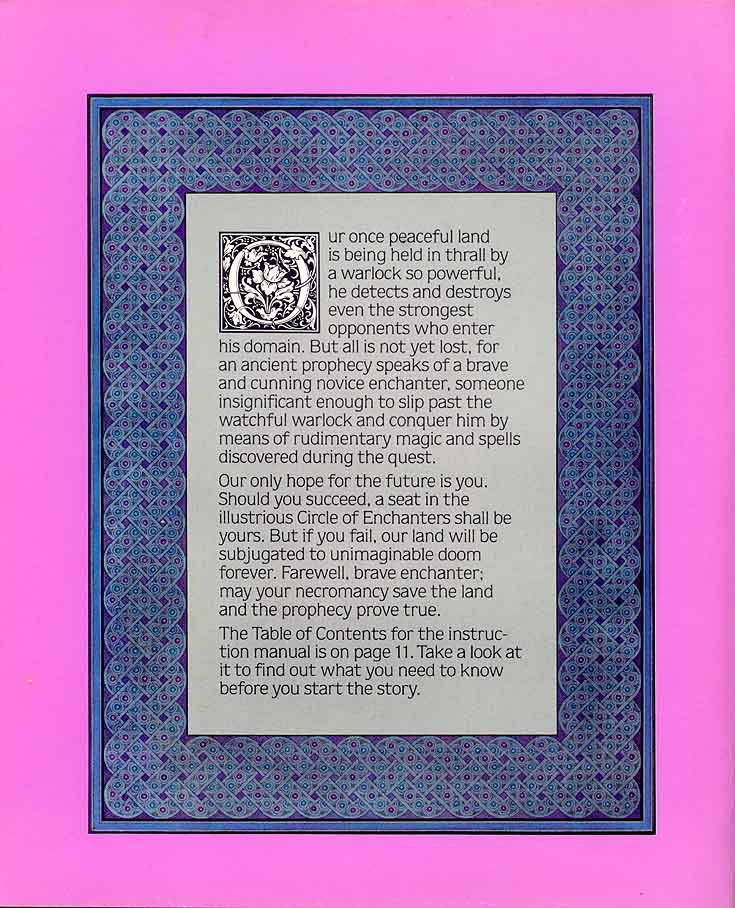 Our once peaceful land
is being held in thrall by
a warlock so powerful,
he detects and destroys
even the strongest
opponents who enter
his domain. But all is not yet lost, for
an ancient prophecy speaks of a brave
and cunning novice enchanter, someone
insignificant enough to slip past the
watchful warlock and conquer him by
means of rudimentary magic and spells
discovered during the quest.
Our only hope for the future is you.
Should you succeed, a seat in the
illustrious Circle of Enchanters shall be
yours. But if you fail, our land will be
subjugated to unimaginable doom
forever. Farewell, brave enchanter;
may your necromancy save the land
and the prophecy prove true.
The Table of Contents for the instruc-
tion manual is on page 11. Take a look at
it to find out what you need to know
before you start the story.